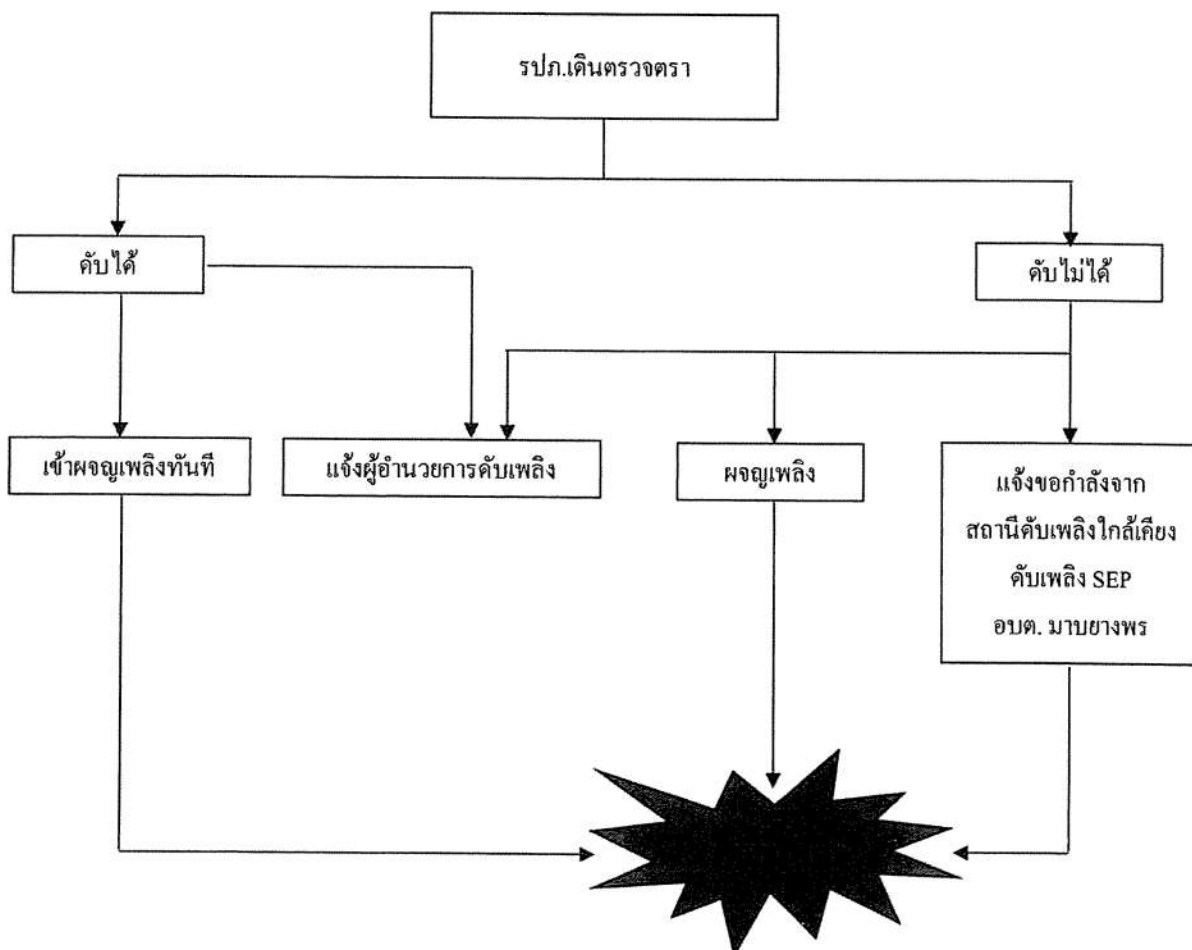 รปภ.เดินตรวจตรา
ดับได้
ดับไม่ได้
เข้าผจญเพลิงทันที
แจ้งผู้อำนวยการดับเพลิง
ผจญเพลิง
แจ้งขอกำลังจาก
สถานีดับเพลิงใกล้เคียง
ดับเพลิง SEP
อบต. มาบยางพร